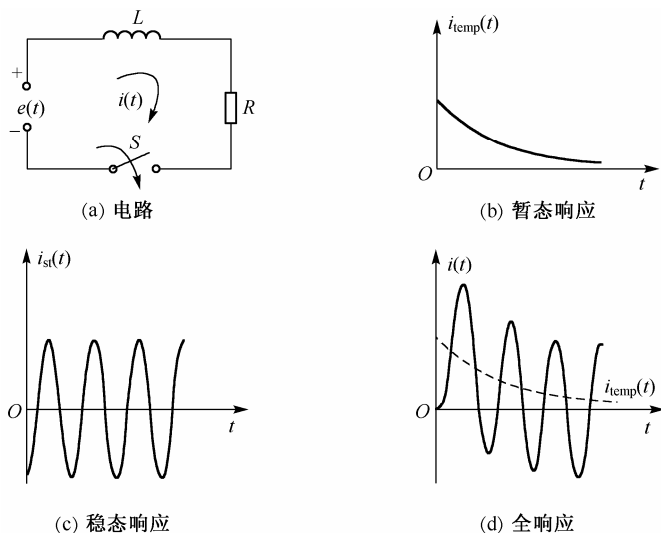 L
+
e(t)
−
i(t)
R
S
(a) 电路
i_temp(t)
O
t
(b) 暂态响应
i_st(t)
O
t
(c) 稳态响应
i(t)
i_temp(t)
O
t
(d) 全响应